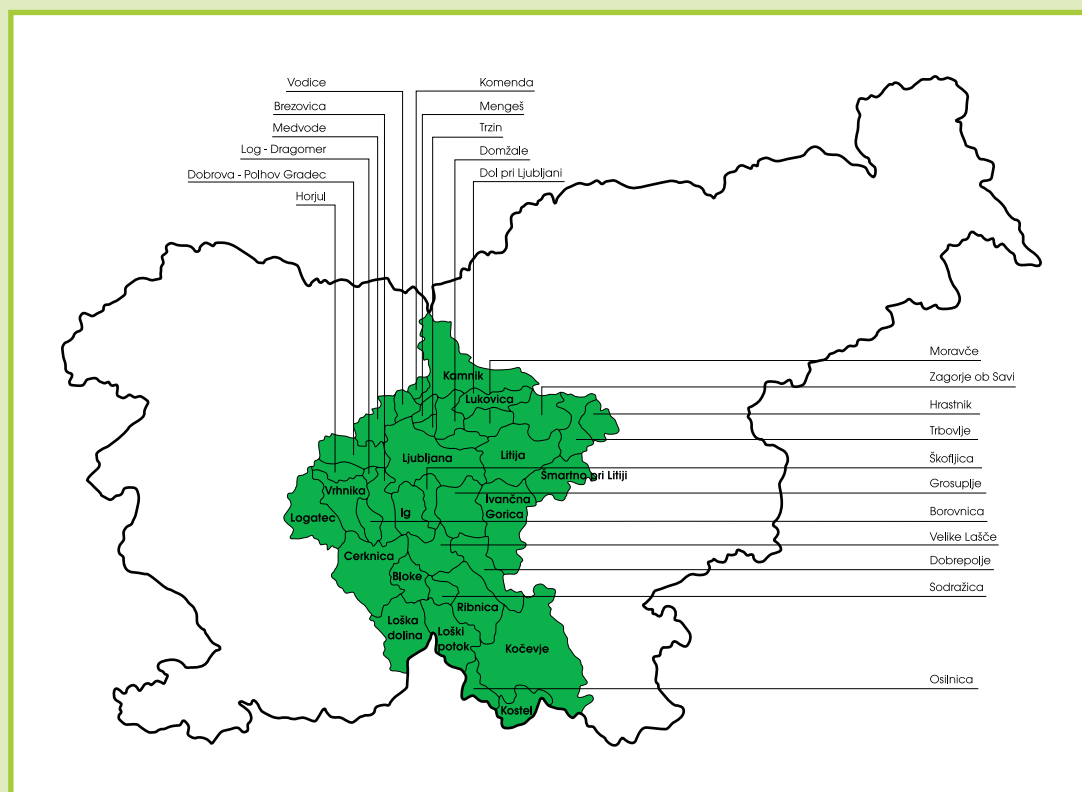 Vodice
Brezovica
Medvode
Log - Dragomer
Dobrova - Polhov Gradec
Horjul
Komenda
Mengeš
Trzin
Domžale
Dol pri Ljubljani
Moravče
Zagorje ob Savi
Hrastnik
Trbovlje
Škofljica
Grosuplje
Borovnica
Velike Lašče
Dobrepolje
Sodražica
Osilnica
Kamnik
Lukovica
Ljubljana
Litija
Šmartno pri Litiji
Vrhnika
Ivančna
Gorica
Logatec
Ig
Cerknica
Bloke
Ribnica
Loška
dolina
Loški
potok
Kočevje
Kostel